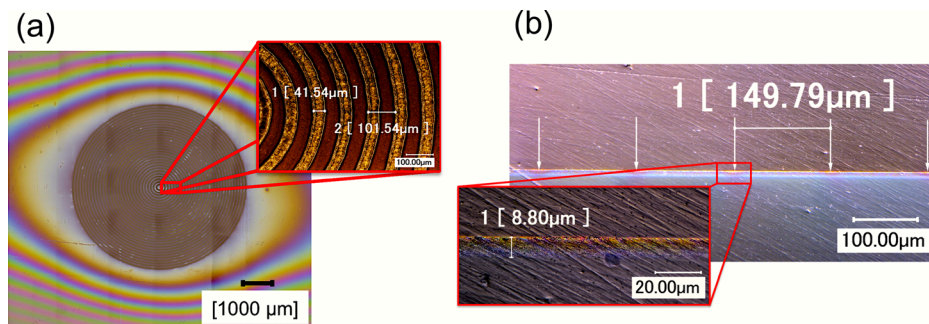 (a)
1 [ 41.54μm ]
2 [ 101.54μm ]
100.00μm
[1000 μm]
(b)
1 [ 149.79μm ]
100.00μm
1 [ 8.80μm ]
20.00μm